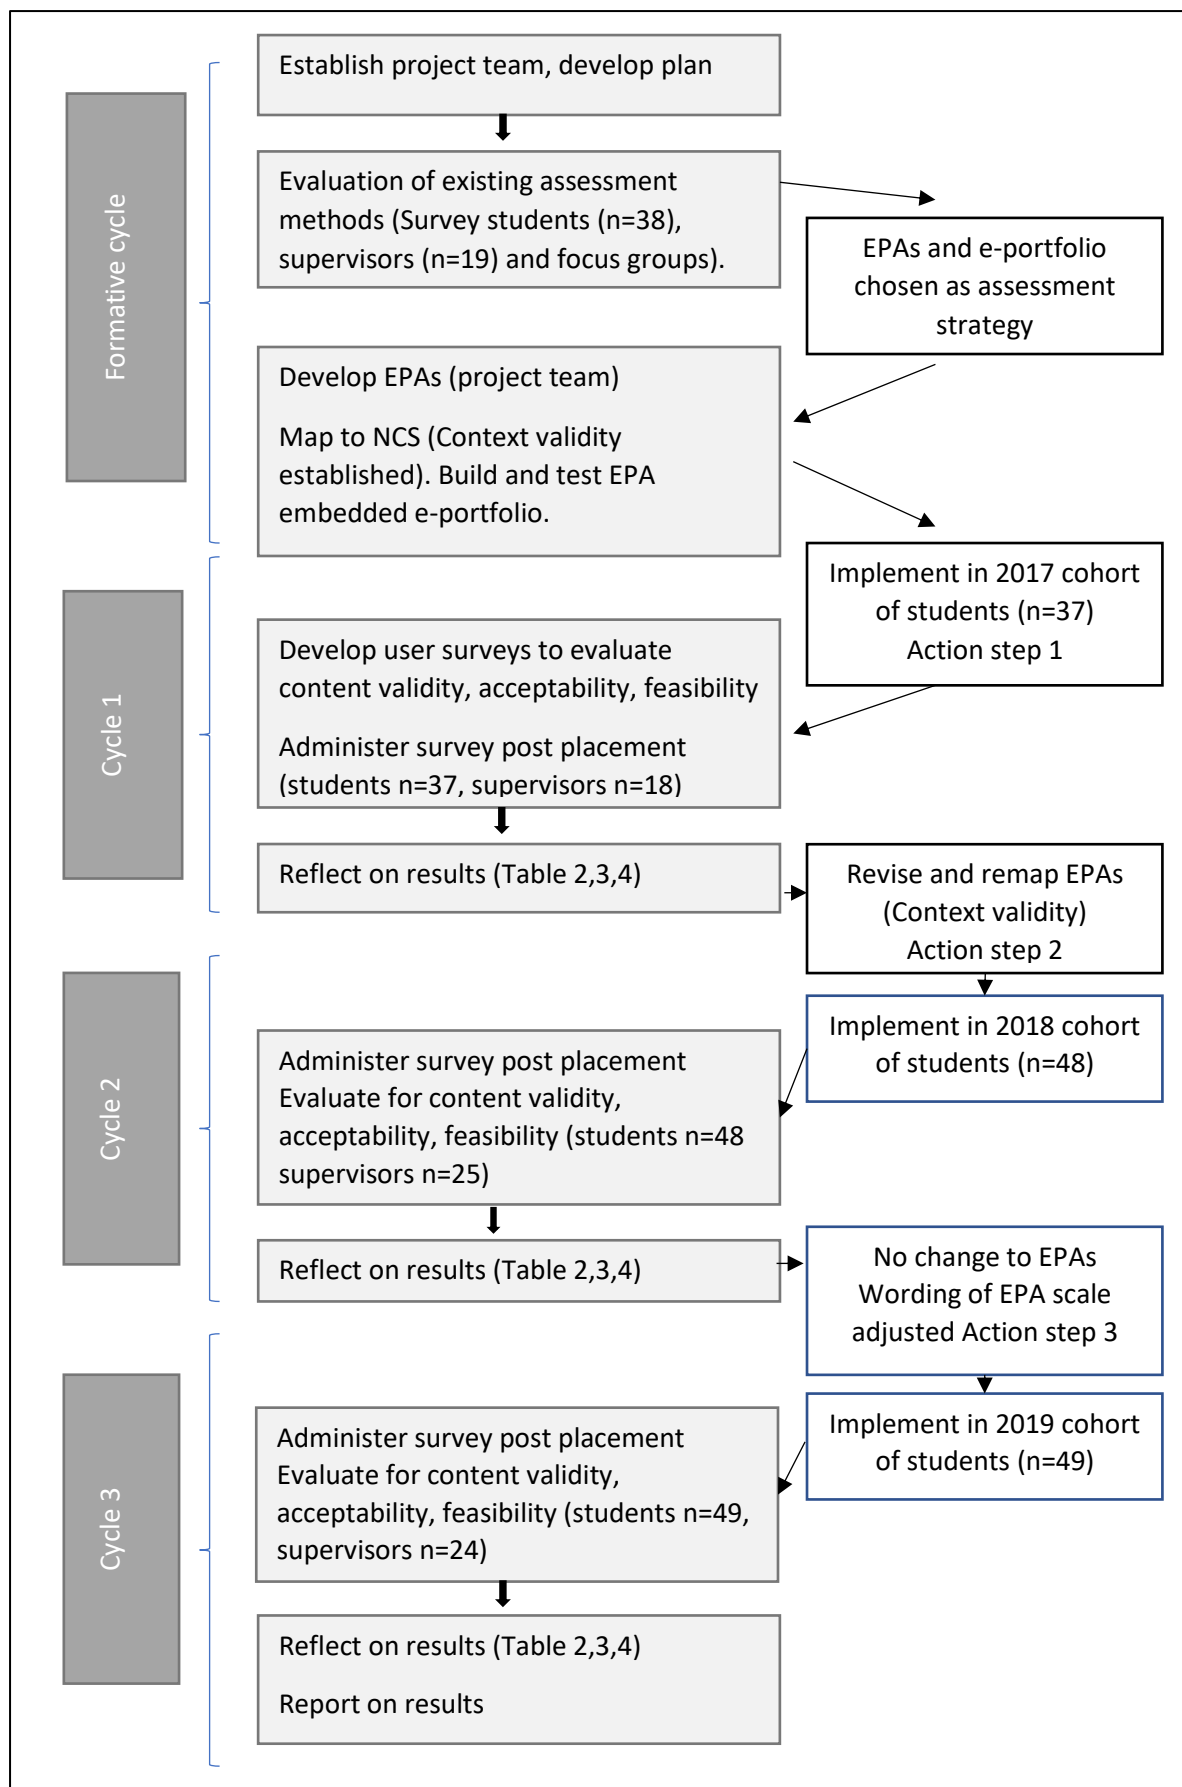 Formative cycle
Establish project team, develop plan
Evaluation of existing assessment
methods (Survey students (n=38),
supervisors (n=19) and focus groups).
EPAs and e-portfolio
chosen as assessment
strategy
Develop EPAs (project team)
Map to NCS (Context validity
established). Build and test EPA
embedded e-portfolio.
Cycle 1
Implement in 2017 cohort
of students (n=37)
Action step 1
Develop user surveys to evaluate
content validity, acceptability, feasibility
Administer survey post placement
(students n=37, supervisors n=18)
Reflect on results (Table 2,3,4)
Revise and remap EPAs
(Context validity)
Action step 2
Cycle 2
Implement in 2018 cohort
of students (n=48)
Administer survey post placement
Evaluate for content validity,
acceptability, feasibility (students n=48
supervisors n=25)
Reflect on results (Table 2,3,4)
No change to EPAs
Wording of EPA scale
adjusted Action step 3
Cycle 3
Implement in 2019 cohort
of students (n=49)
Administer survey post placement
Evaluate for content validity,
acceptability, feasibility (students n=49,
supervisors n=24)
Reflect on results (Table 2,3,4)
Report on results